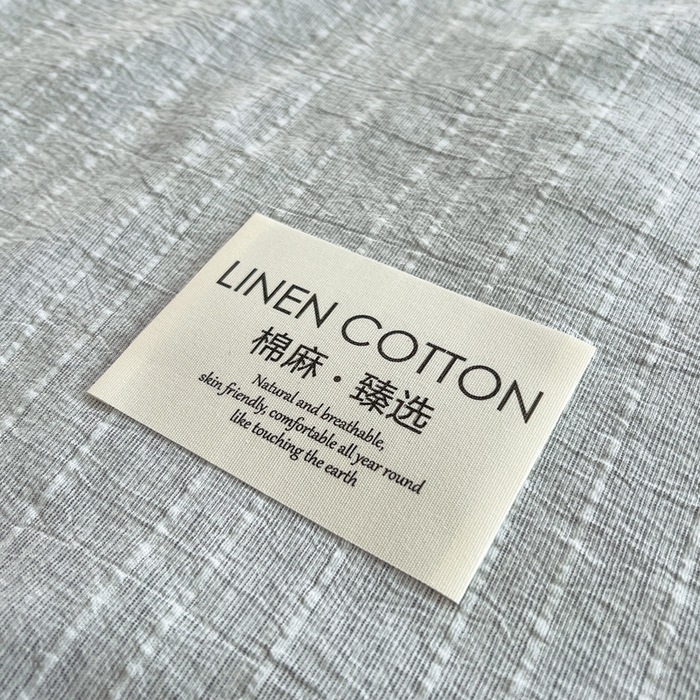 LINEN COTTON
棉麻·臻选
Natural and breathable,
skin friendly, comfortable all year round
like touching the earth